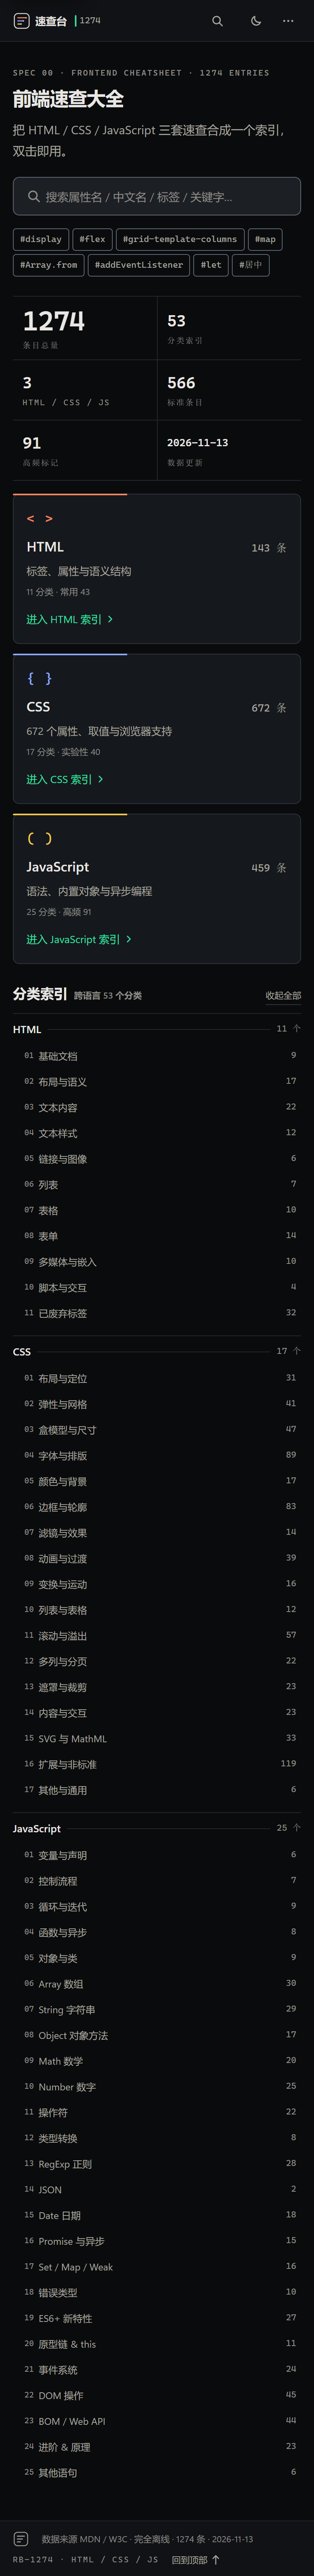 速查台 1274
SPEC 00 · FRONTEND CHEATSHEET · 1274 ENTRIES
前端速查大全
把 HTML / CSS / JavaScript 三套速查合成一个索引，
双击即用。
搜索属性名 / 中文名 / 标签 / 关键字...
#display #flex #grid-template-columns #map
#Array.from #addEventListener #let #居中
1274 53
条目总量 分类索引
3 566
HTML / CSS / JS 标准条目
91 2026-11-13
高频标记 数据更新
< >
HTML 143 条
标签、属性与语义结构
11 分类 · 常用 43
进入 HTML 索引 >
{ }
CSS 672 条
672 个属性、取值与浏览器支持
17 分类 · 实验性 40
进入 CSS 索引 >
( )
JavaScript 459 条
语法、内置对象与异步编程
25 分类 · 高频 91
进入 JavaScript 索引 >
分类索引 跨语言 53 个分类 收起全部
HTML 11 个
01 基础文档 9
02 布局与语义 17
03 文本内容 22
04 文本样式 12
05 链接与图像 6
06 列表 7
07 表格 10
08 表单 14
09 多媒体与嵌入 10
10 脚本与交互 4
11 已废弃标签 32
CSS 17 个
01 布局与定位 31
02 弹性与网格 41
03 盒模型与尺寸 47
04 字体与排版 89
05 颜色与背景 17
06 边框与轮廓 83
07 滤镜与效果 14
08 动画与过渡 39
09 变换与运动 16
10 列表与表格 12
11 滚动与溢出 57
12 多列与分页 22
13 遮罩与裁剪 23
14 内容与交互 23
15 SVG 与 MathML 33
16 扩展与非标准 119
17 其他与通用 6
JavaScript 25 个
01 变量与声明 6
02 控制流程 7
03 循环与迭代 9
04 函数与异步 8
05 对象与类 9
06 Array 数组 30
07 String 字符串 29
08 Object 对象方法 17
09 Math 数学 20
10 Number 数字 25
11 操作符 22
12 类型转换 8
13 RegExp 正则 28
14 JSON 2
15 Date 日期 18
16 Promise 与异步 15
17 Set / Map / Weak 16
18 错误类型 10
19 ES6+ 新特性 27
20 原型链 & this 11
21 事件系统 24
22 DOM 操作 45
23 BOM / Web API 44
24 进阶 & 原理 23
25 其他语句 6
数据来源 MDN / W3C · 完全离线 · 1274 条 · 2026-11-13
RB-1274 · HTML / CSS / JS 回到顶部 ↑